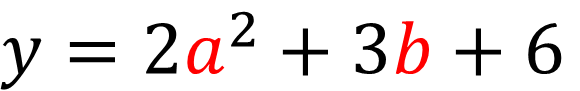 y = 2a² + 3b + 6